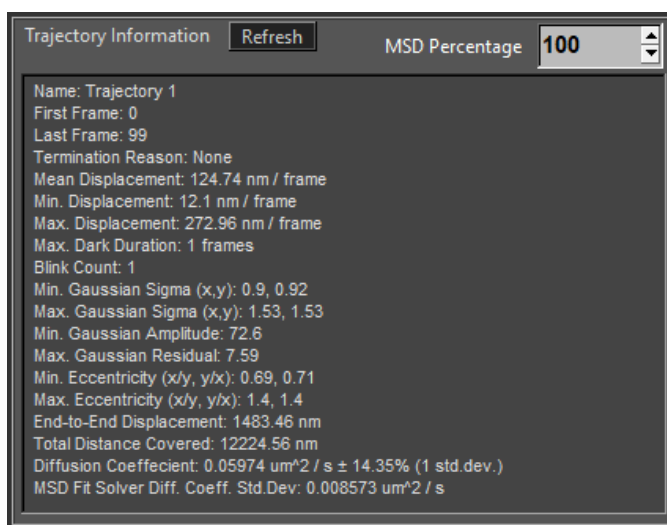 Trajectory Information Refresh MSD Percentage 100
Name: Trajectory 1
First Frame: 0
Last Frame: 99
Termination Reason: None
Mean Displacement: 124.74 nm / frame
Min. Displacement: 12.1 nm / frame
Max. Displacement: 272.96 nm / frame
Max. Dark Duration: 1 frames
Blink Count: 1
Min. Gaussian Sigma (x,y): 0.9, 0.92
Max. Gaussian Sigma (x,y): 1.53, 1.53
Min. Gaussian Amplitude: 72.6
Max. Gaussian Residual: 7.59
Min. Eccentricity (x/y, y/x): 0.69, 0.71
Max. Eccentricity (x/y, y/x): 1.4, 1.4
End-to-End Displacement: 1483.46 nm
Total Distance Covered: 12224.56 nm
Diffusion Coeffecient: 0.05974 um^2 / s ± 14.35% (1 std.dev.)
MSD Fit Solver Diff. Coeff. Std.Dev: 0.008573 um^2 / s